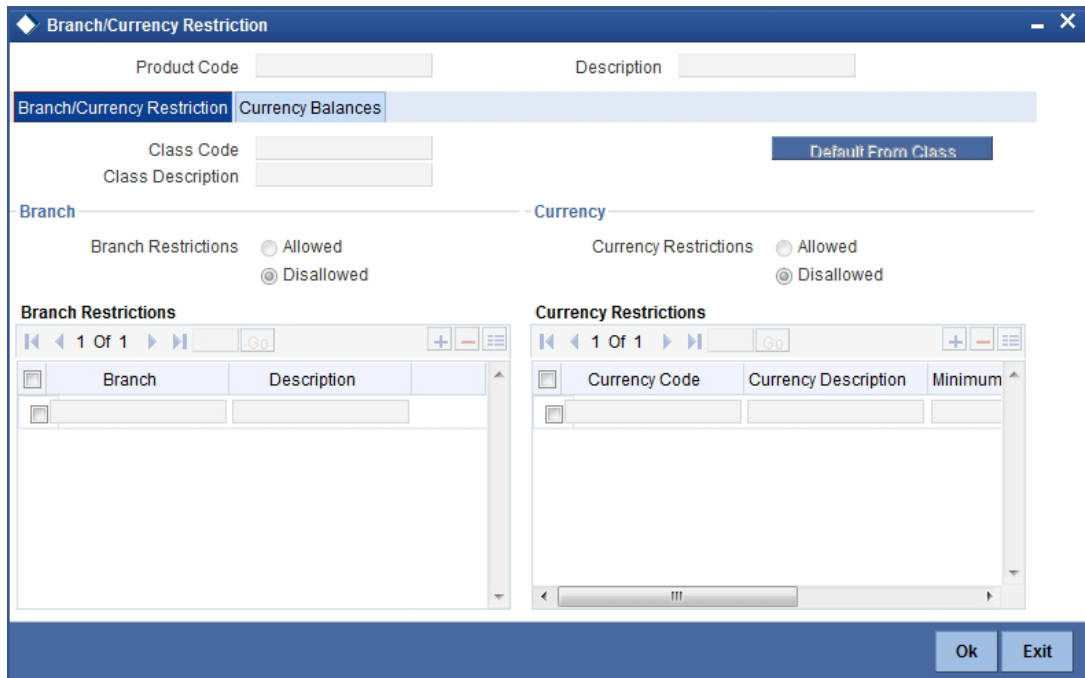 Branch/Currency Restriction
Product Code Description
Branch/Currency Restriction Currency Balances
Class Code Default From Class
Class Description
Branch Currency
Branch Restrictions Allowed Currency Restrictions Allowed
Disallowed Disallowed
Branch Restrictions Currency Restrictions
1 Of 1 Go 1 Of 1 Go
Branch Description Currency Code Currency Description Minimum
Ok Exit